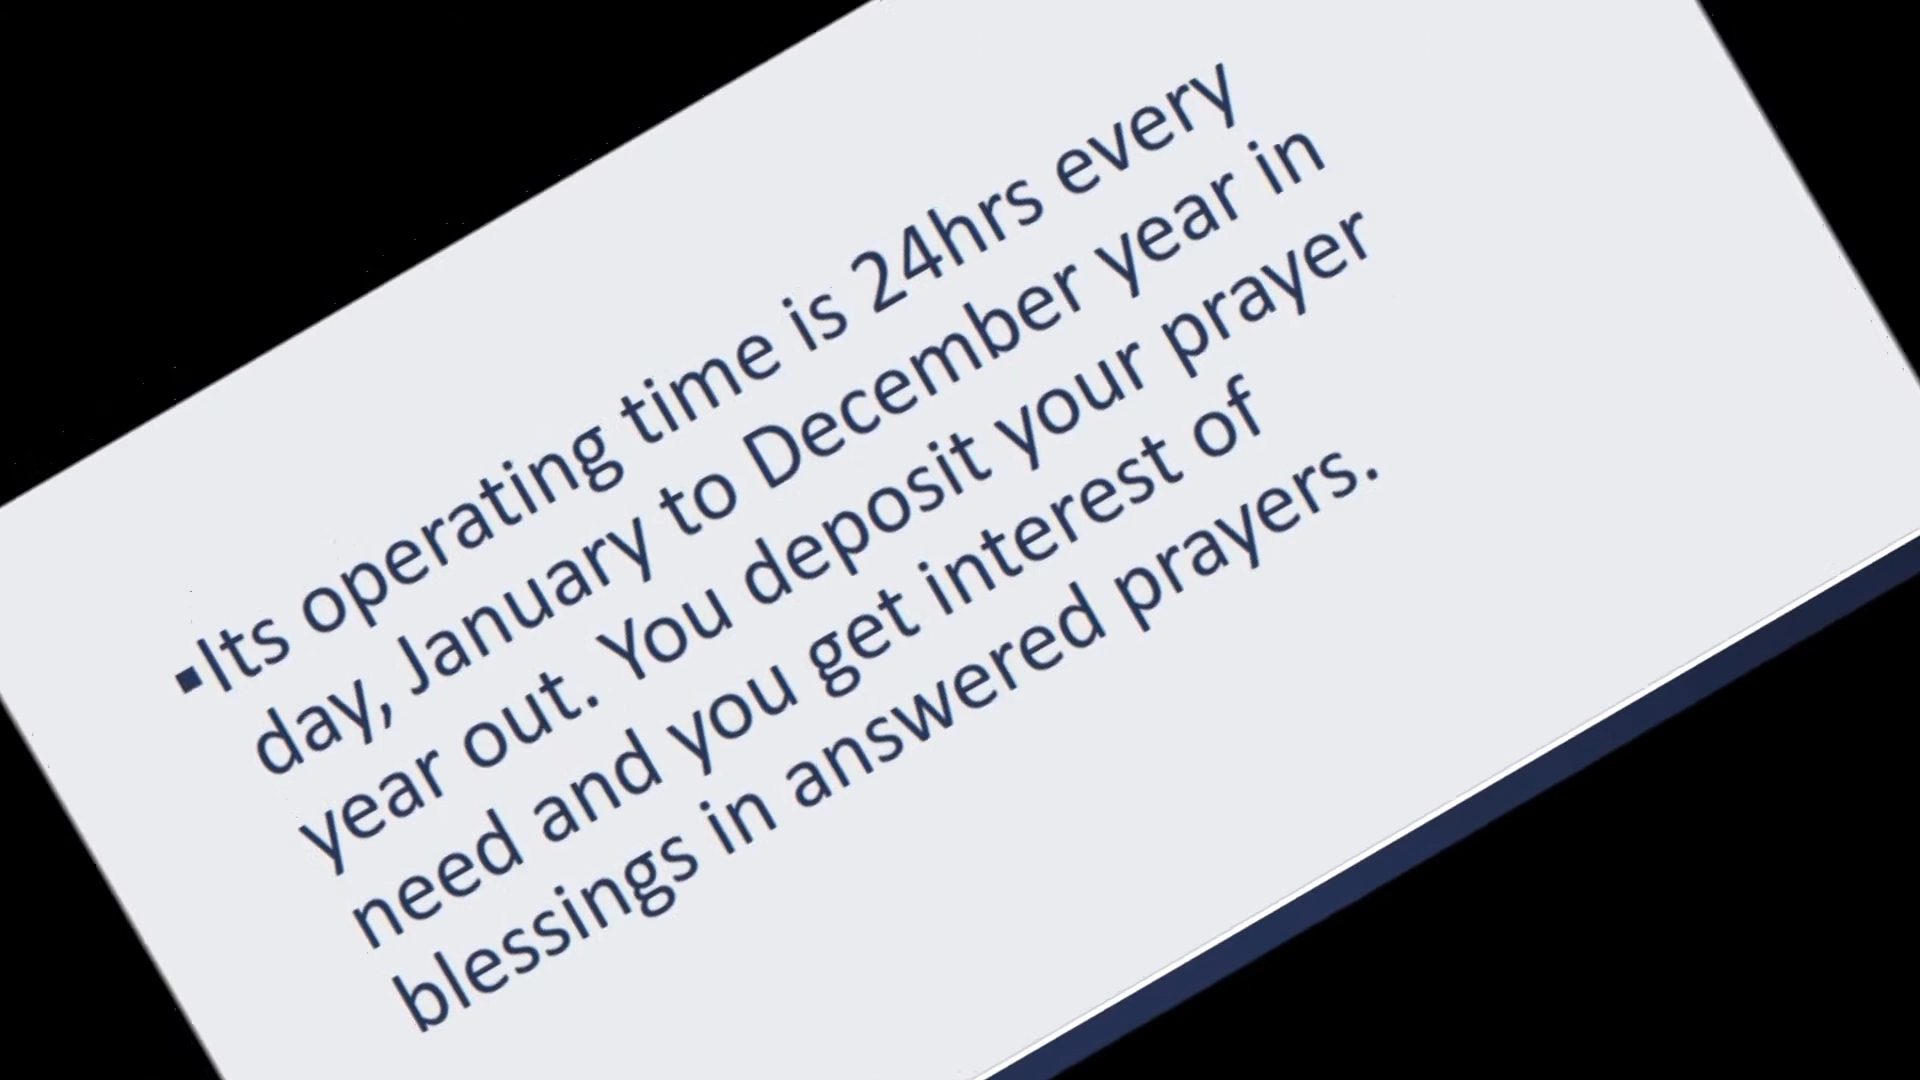 ▪Its operating time is 24hrs every
day, January to December year in
year out. You deposit your prayer
need and you get interest of
blessings in answered prayers.